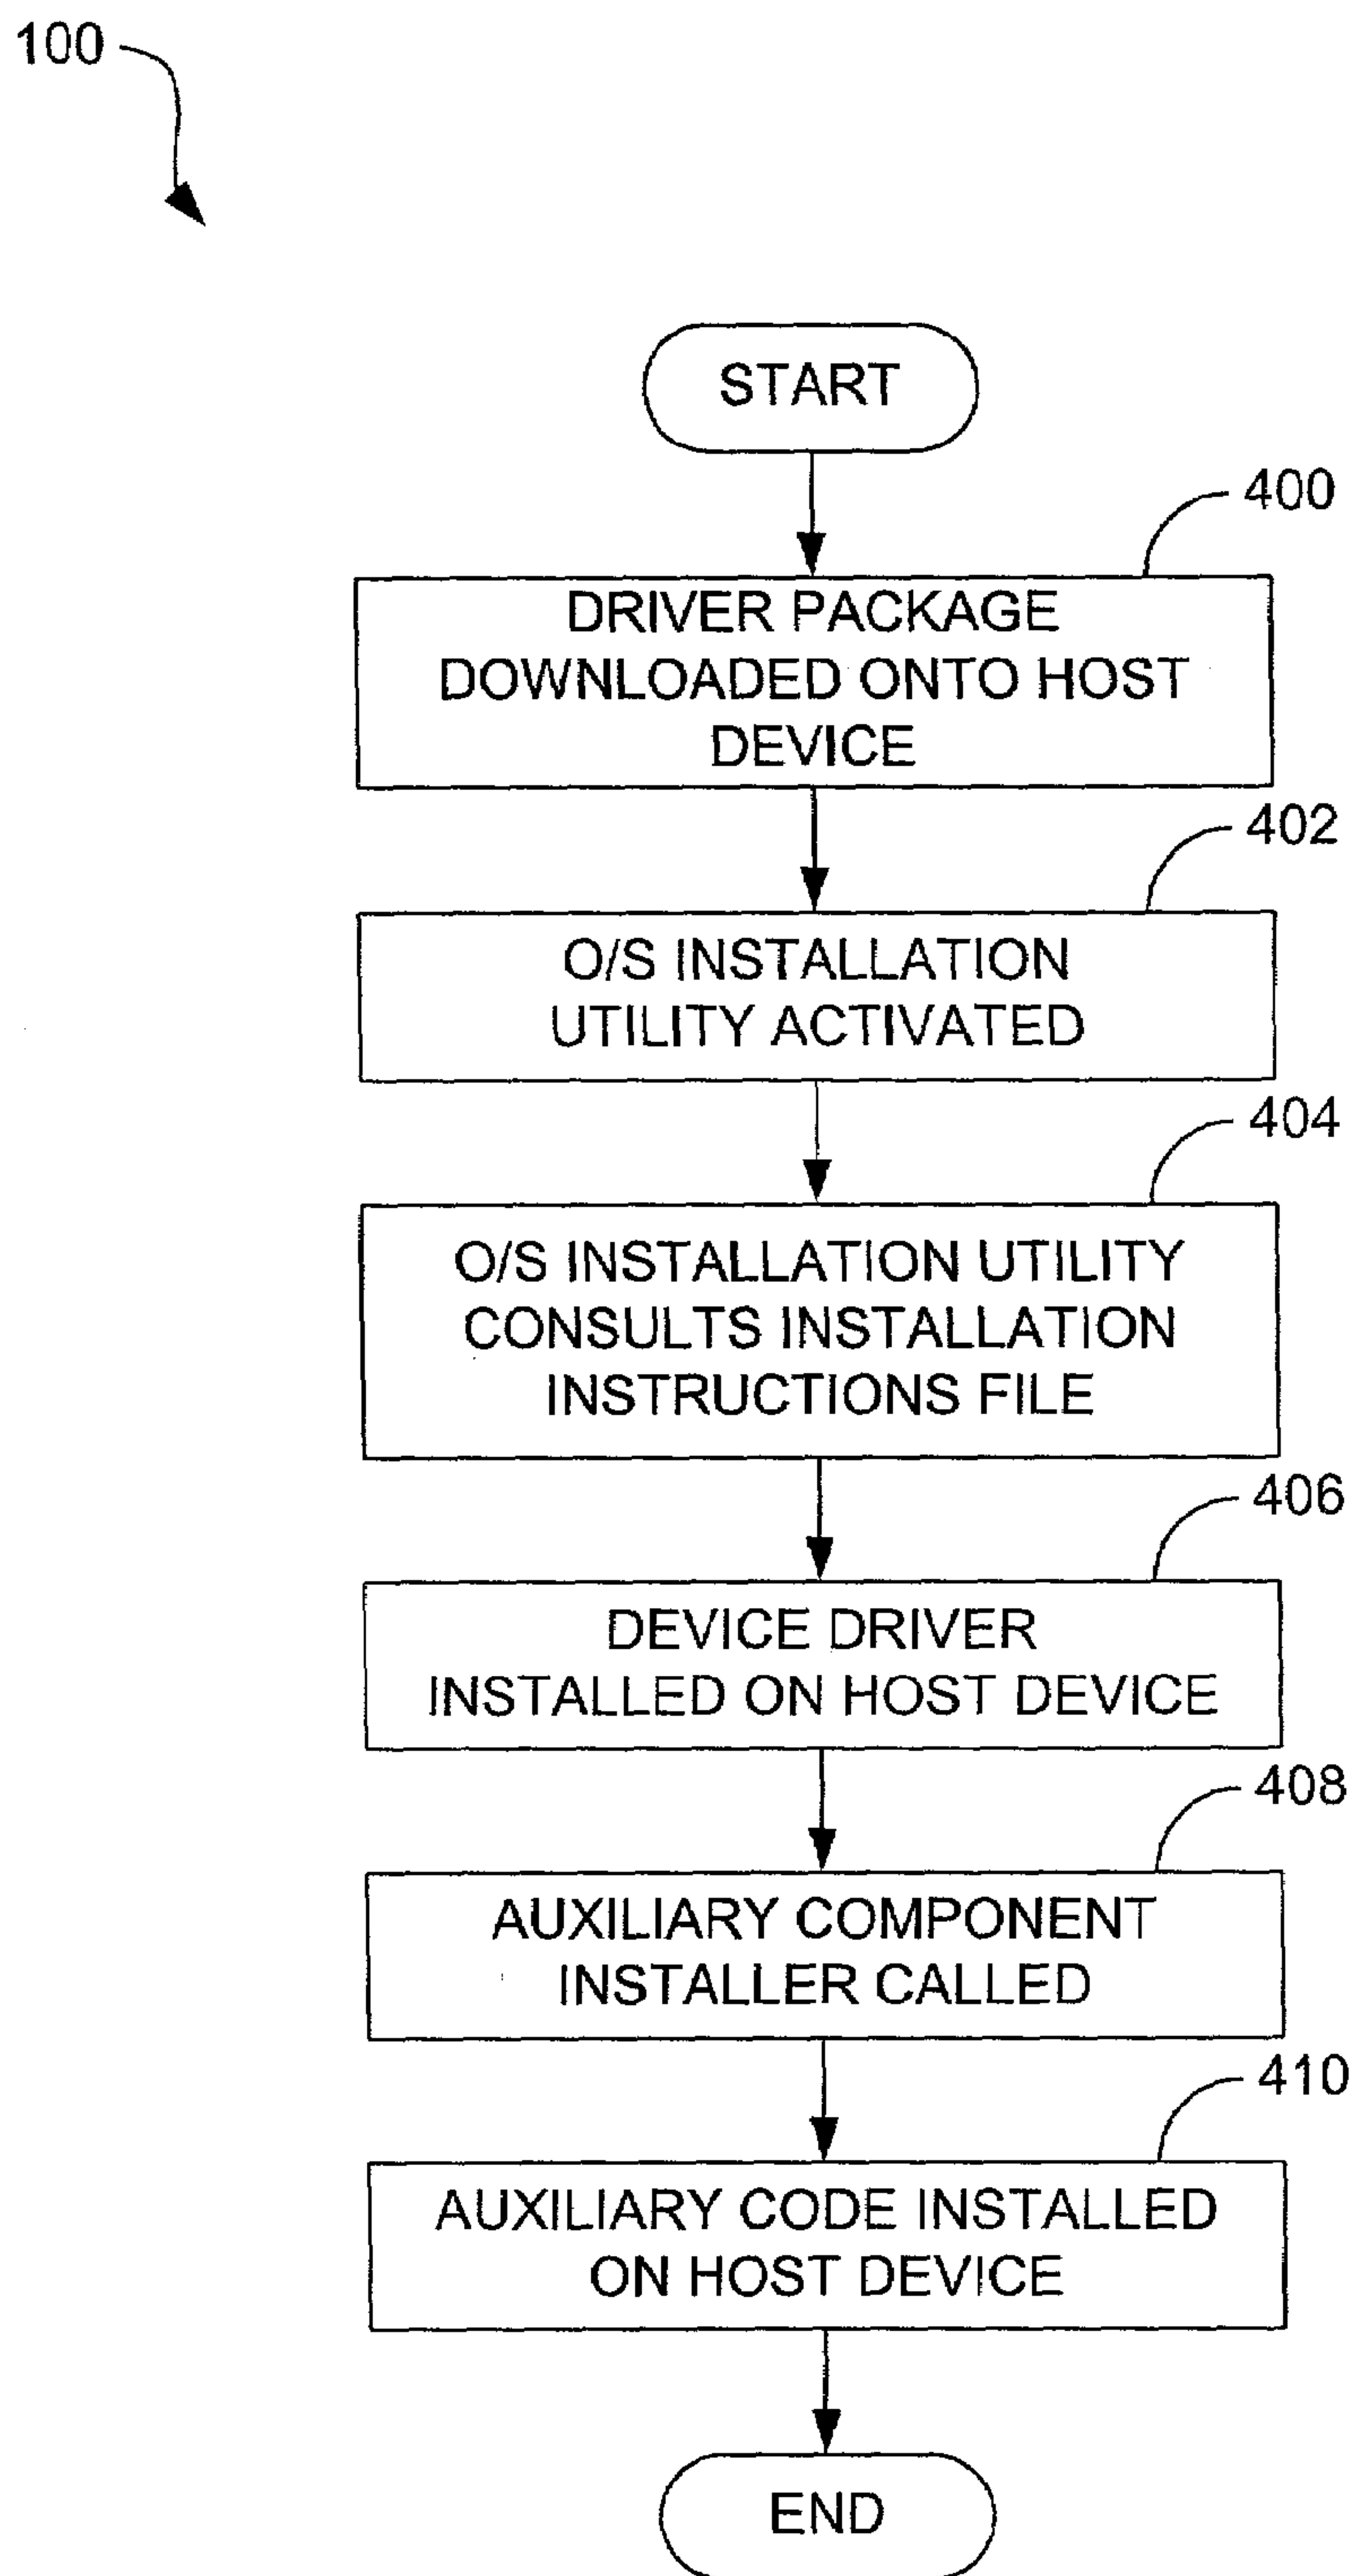 100
START
400
DRIVER PACKAGE
DOWNLOADED ONTO HOST
DEVICE
402
O/S INSTALLATION
UTILITY ACTIVATED
404
O/S INSTALLATION UTILITY
CONSULTS INSTALLATION
INSTRUCTIONS FILE
406
DEVICE DRIVER
INSTALLED ON HOST DEVICE
408
AUXILIARY COMPONENT
INSTALLER CALLED
410
AUXILIARY CODE INSTALLED
ON HOST DEVICE
END